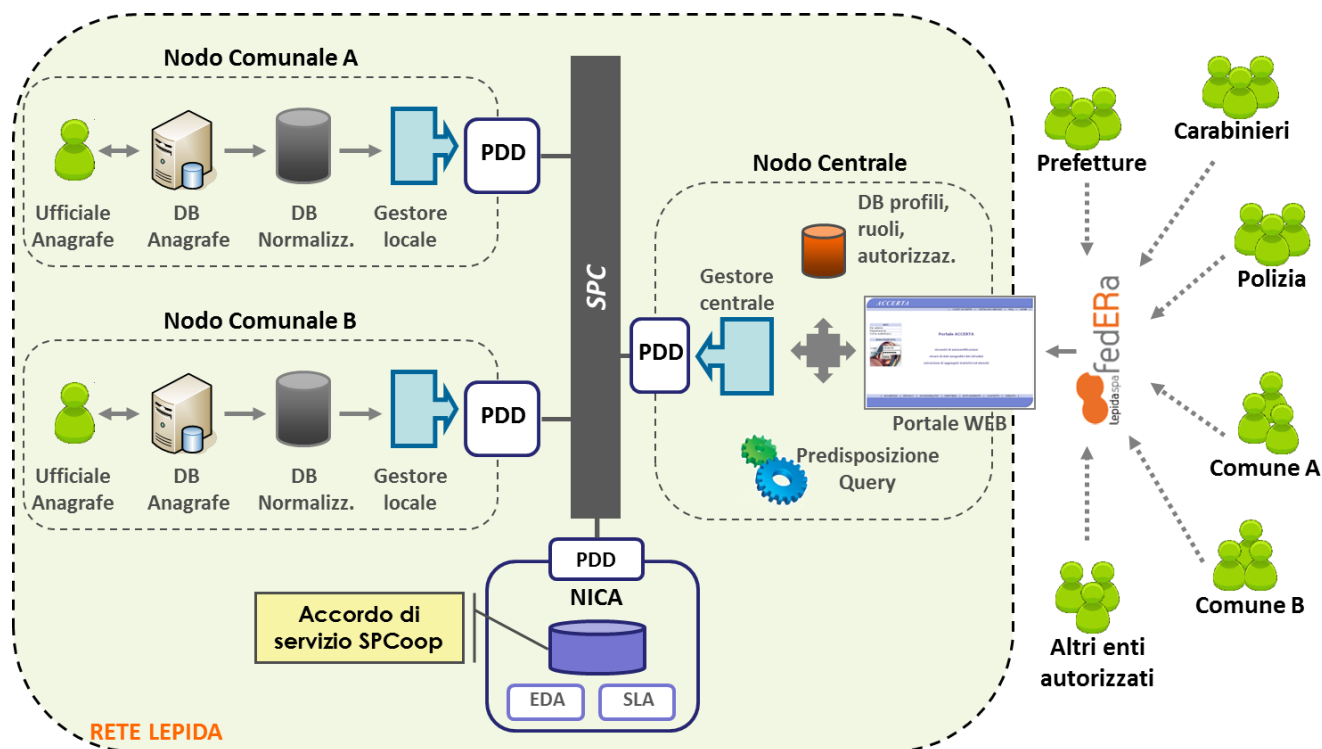 Nodo Comunale A
Ufficiale
Anagrafe
DB
Anagrafe
DB
Normalizz.
Gestore
locale
PDD
Nodo Comunale B
Ufficiale
Anagrafe
DB
Anagrafe
DB
Normalizz.
Gestore
locale
PDD
SPC
Nodo Centrale
DB profili,
ruoli,
autorizzaz.
Gestore
centrale
PDD
ACCERTA
Portale ACCERTA
Portale WEB
Predisposizione
Query
PDD
NICA
Accordo di
servizio SPCoop
EDA
SLA
RETE LEPIDA
fedERa
lepidaspa
Prefetture
Carabinieri
Polizia
Comune A
Comune B
Altri enti
autorizzati